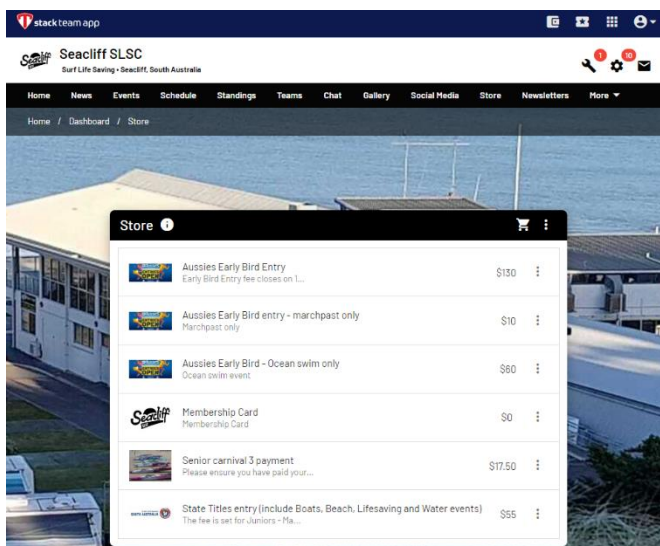 stack team app
Seacliff
Seacliff SLSC
Surf Life Saving • Seacliff, South Australia
1
10
Home News Events Schedule Standings Teams Chat Gallery Social Media Store Newsletters More
Home / Dashboard / Store
Store
Aussies Early Bird Entry
$130
Early Bird Entry fee closes on 1...
Aussies Early Bird entry - marchpast only
$10
Marchpast only
Aussies Early Bird - Ocean swim only
$60
Ocean swim event
Seacliff
Membership Card
$0
Membership Card
Senior carnival 3 payment
$17.50
Please ensure you have paid your...
State Titles entry (include Boats, Beach, Lifesaving and Water events)
$55
The fee is set for Juniors - Ma...